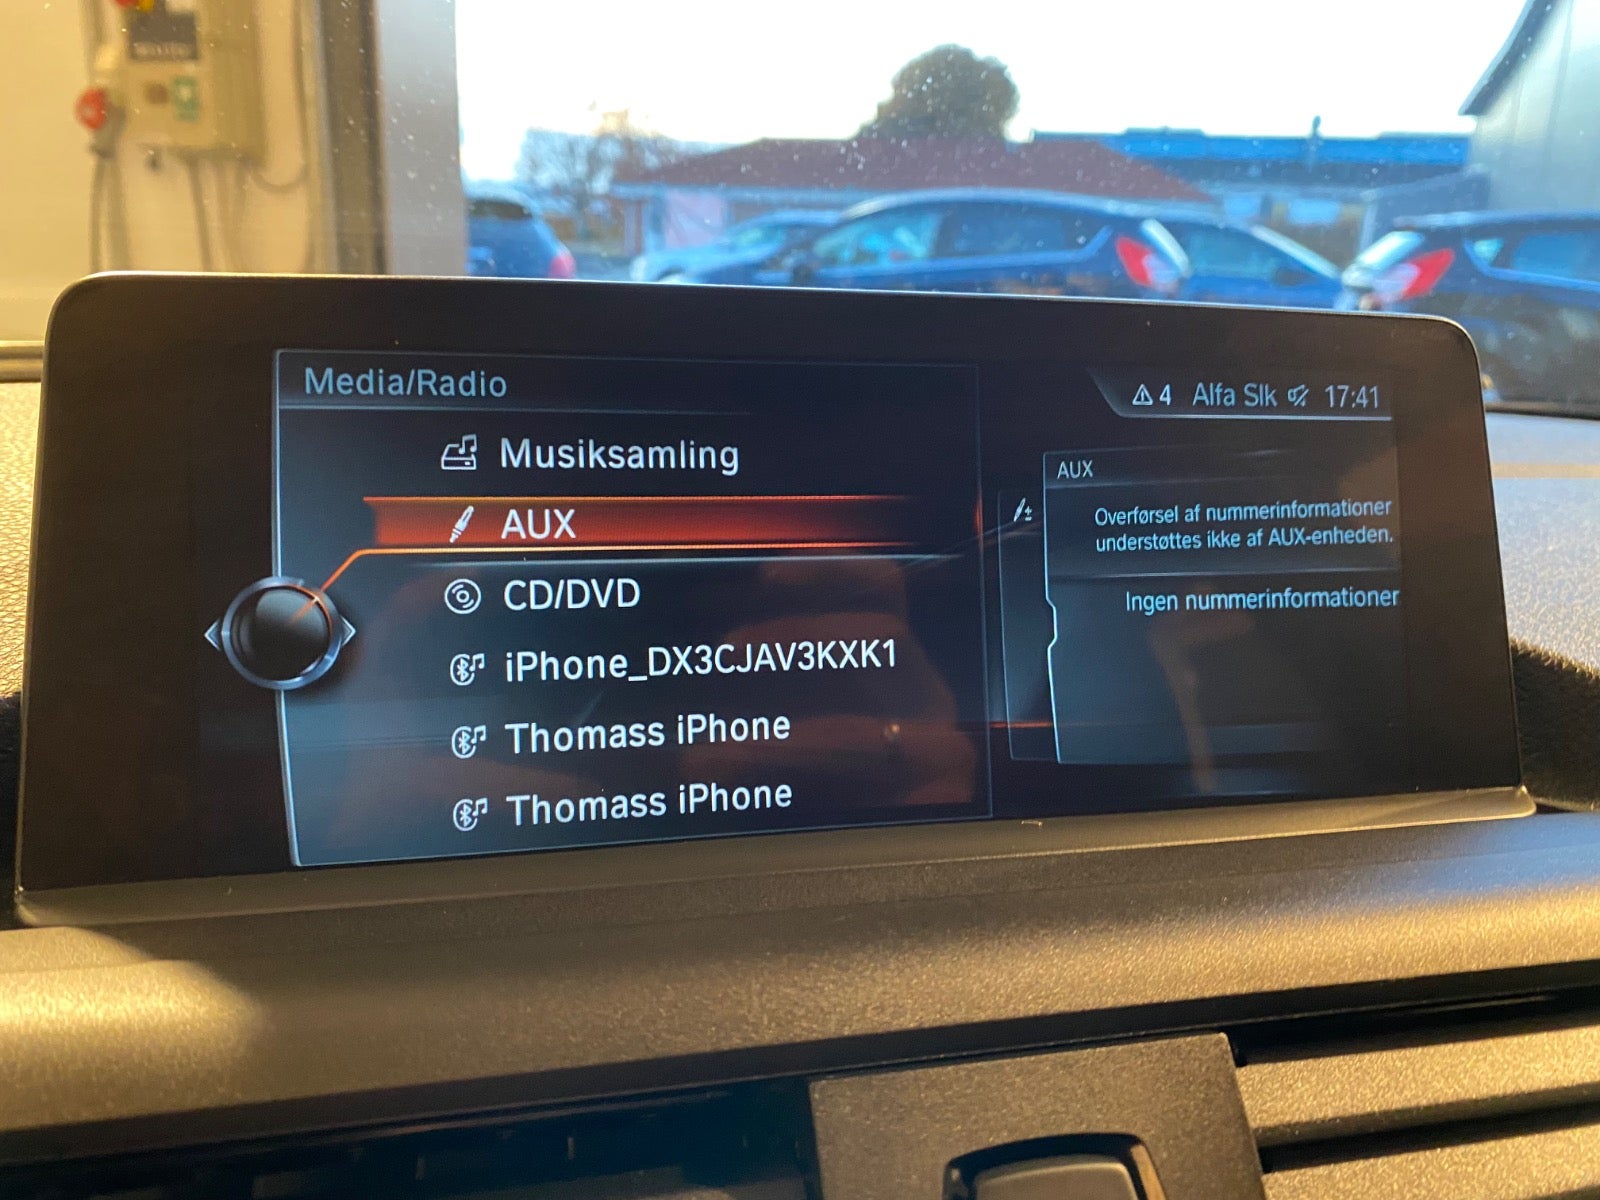 Media/Radio
4 Alfa Slk 17:41
Musiksamling
AUX
CD/DVD
iPhone_DX3CJAV3KXK1
Thomass iPhone
Thomass iPhone
AUX
Overførsel af nummerinformationer
understøttes ikke af AUX-enheden.
Ingen nummerinformationer